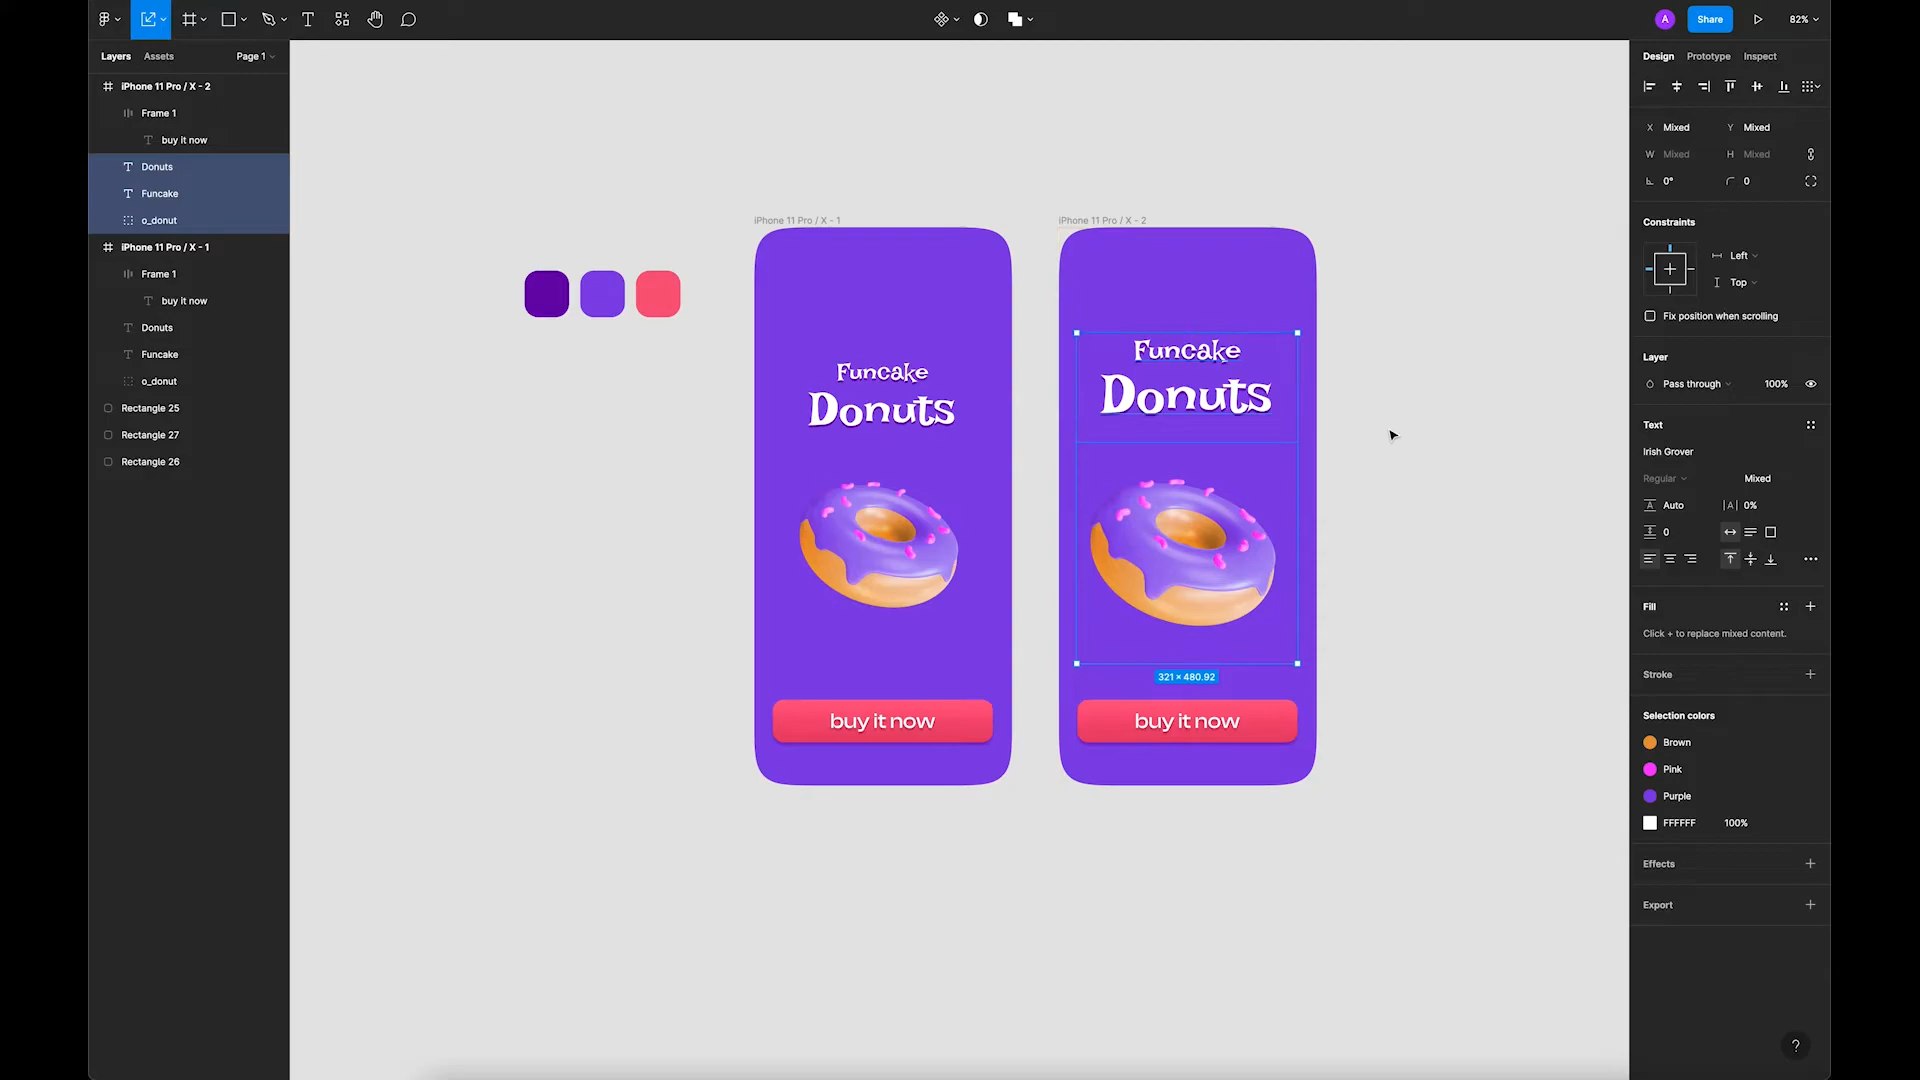 A
Share
82%
Layers
Assets
Page 1
iPhone 11 Pro / X - 2
Frame 1
buy it now
Donuts
Funcake
o_donut
iPhone 11 Pro / X - 1
Frame 1
buy it now
Donuts
Funcake
o_donut
Rectangle 25
Rectangle 27
Rectangle 26
iPhone 11 Pro / X - 1
Funcake
Donuts
buy it now
iPhone 11 Pro / X - 2
Funcake
Donuts
321 × 480.92
buy it now
Design
Prototype
Inspect
X Mixed
Y Mixed
W Mixed
H Mixed
0°
0
Constraints
Left
Top
Fix position when scrolling
Layer
Pass through
100%
Text
Irish Grover
Regular
Mixed
A Auto
|A| 0%
0
Fill
Click + to replace mixed content.
Stroke
Selection colors
Brown
Pink
Purple
FFFFFF 100%
Effects
Export
?